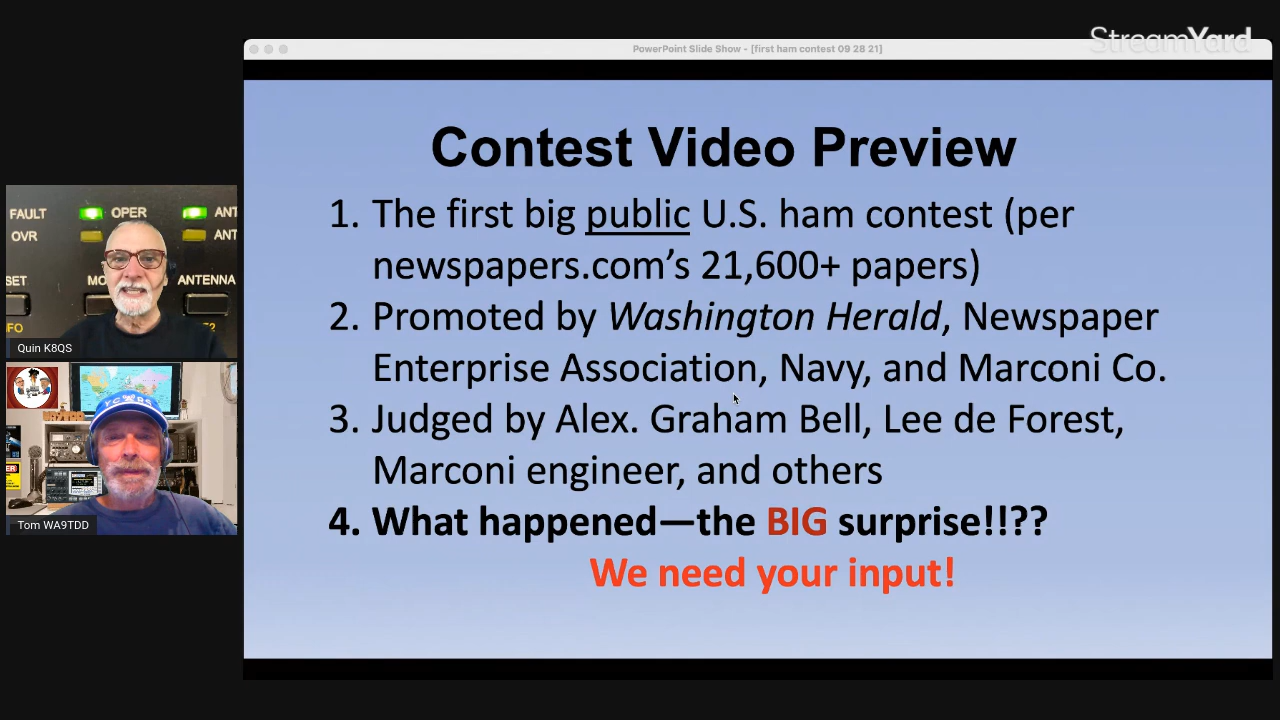 StreamYard
PowerPoint Slide Show - [first ham contest 09 28 21]
Contest Video Preview
1. The first big public U.S. ham contest (per
newspapers.com’s 21,600+ papers)
2. Promoted by Washington Herald, Newspaper
Enterprise Association, Navy, and Marconi Co.
3. Judged by Alex. Graham Bell, Lee de Forest,
Marconi engineer, and others
4. What happened—the BIG surprise!!??
We need your input!
FAULT OPER ANT
OVR ANT
SET MO ANTENNA
Quin K8QS
Tom WA9TDD